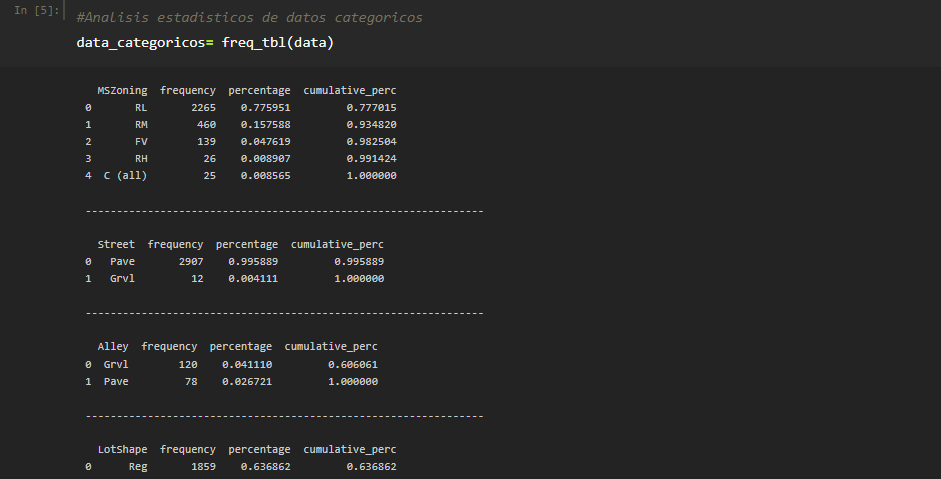 In [5]:
#Analisis estadisticos de datos categoricos
data_categoricos= freq_tbl(data)
MSZoning frequency percentage cumulative_perc
0 RL 2265 0.775951 0.777015
1 RM 460 0.157588 0.934820
2 FV 139 0.047619 0.982504
3 RH 26 0.008907 0.991424
4 C (all) 25 0.008565 1.000000
----------------------------------------------------------------
Street frequency percentage cumulative_perc
0 Pave 2907 0.995889 0.995889
1 Grvl 12 0.004111 1.000000
----------------------------------------------------------------
Alley frequency percentage cumulative_perc
0 Grvl 120 0.041110 0.606061
1 Pave 78 0.026721 1.000000
----------------------------------------------------------------
LotShape frequency percentage cumulative_perc
0 Reg 1859 0.636862 0.636862